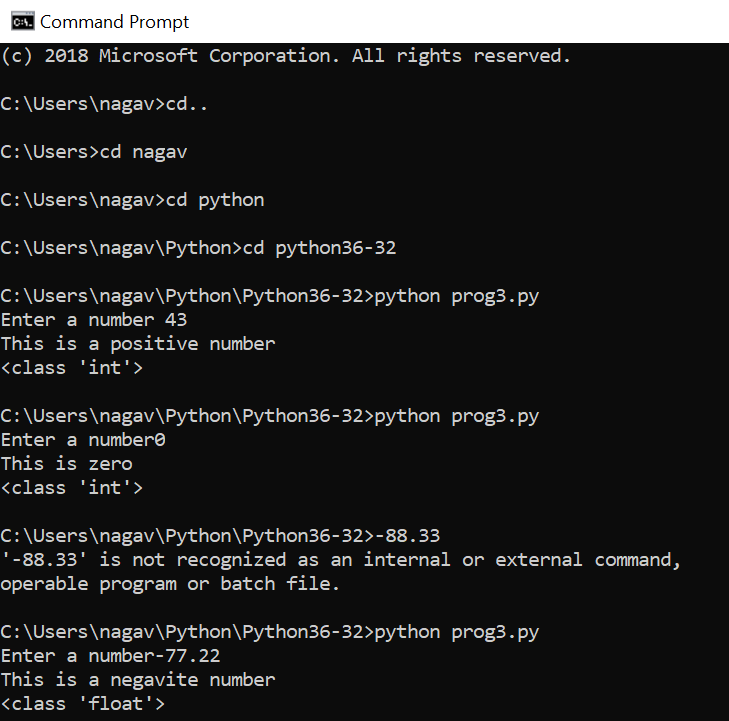 Command Prompt
(c) 2018 Microsoft Corporation. All rights reserved.
C:\Users\nagav>cd..
C:\Users>cd nagav
C:\Users\nagav>cd python
C:\Users\nagav\Python>cd python36-32
C:\Users\nagav\Python\Python36-32>python prog3.py
Enter a number 43
This is a positive number
<class 'int'>
C:\Users\nagav\Python\Python36-32>python prog3.py
Enter a number0
This is zero
<class 'int'>
C:\Users\nagav\Python\Python36-32>-88.33
'-88.33' is not recognized as an internal or external command,
operable program or batch file.
C:\Users\nagav\Python\Python36-32>python prog3.py
Enter a number-77.22
This is a negavite number
<class 'float'>